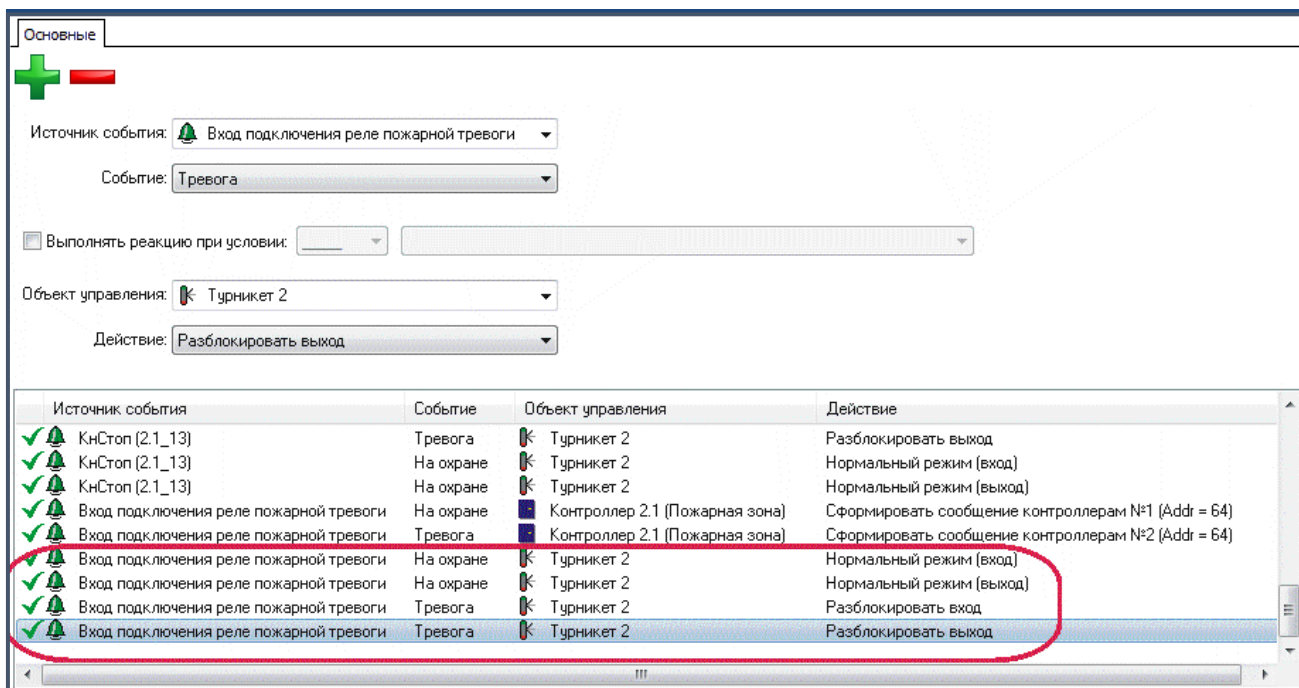 Основные
Источник события: Вход подключения реле пожарной тревоги
Событие: Тревога
Выполнять реакцию при условии:
Объект управления: Турникет 2
Действие: Разблокировать выход
Источник события Событие Объект управления Действие
КнСтоп (2.1_13) Тревога Турникет 2 Разблокировать выход
КнСтоп (2.1_13) На охране Турникет 2 Нормальный режим (вход)
КнСтоп (2.1_13) На охране Турникет 2 Нормальный режим (выход)
Вход подключения реле пожарной тревоги На охране Контроллер 2.1 (Пожарная зона) Сформировать сообщение контроллерам №1 (Addr = 64)
Вход подключения реле пожарной тревоги Тревога Контроллер 2.1 (Пожарная зона) Сформировать сообщение контроллерам №2 (Addr = 64)
Вход подключения реле пожарной тревоги На охране Турникет 2 Нормальный режим (вход)
Вход подключения реле пожарной тревоги На охране Турникет 2 Нормальный режим (выход)
Вход подключения реле пожарной тревоги Тревога Турникет 2 Разблокировать вход
Вход подключения реле пожарной тревоги Тревога Турникет 2 Разблокировать выход